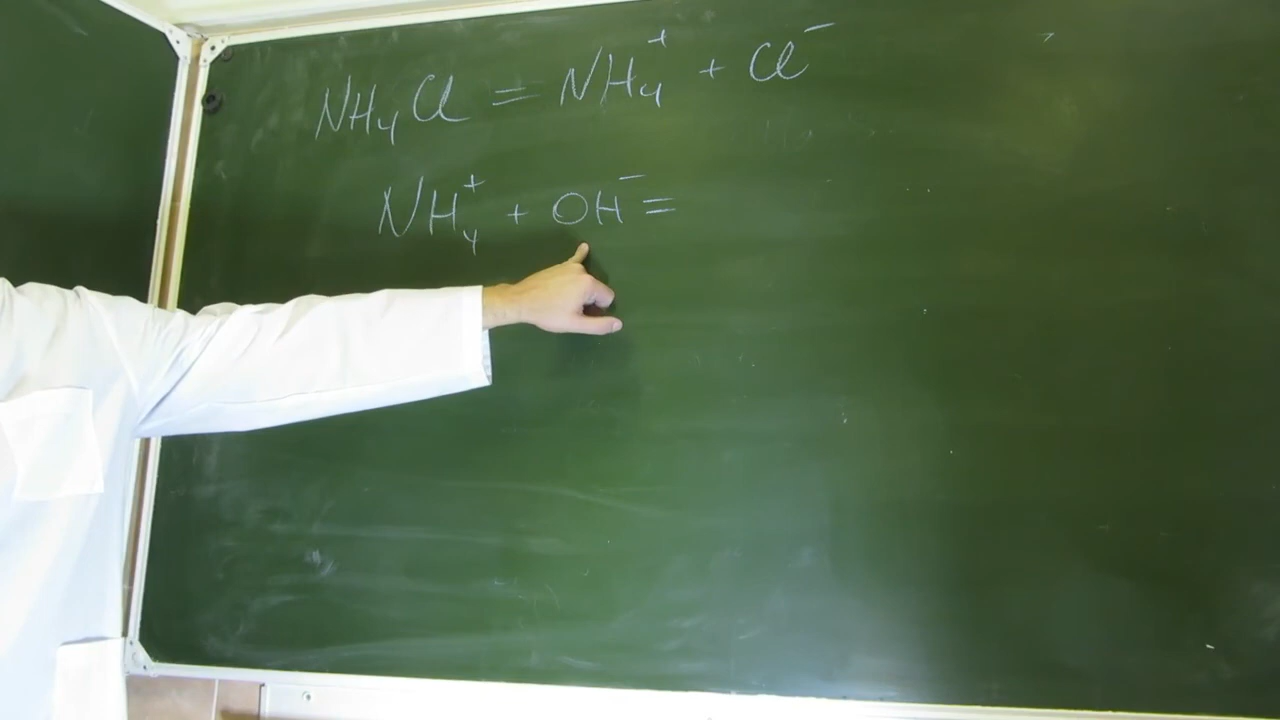 NH₄Cl = NH₄⁺ + Cl⁻
NH₄⁺ + OH⁻ =